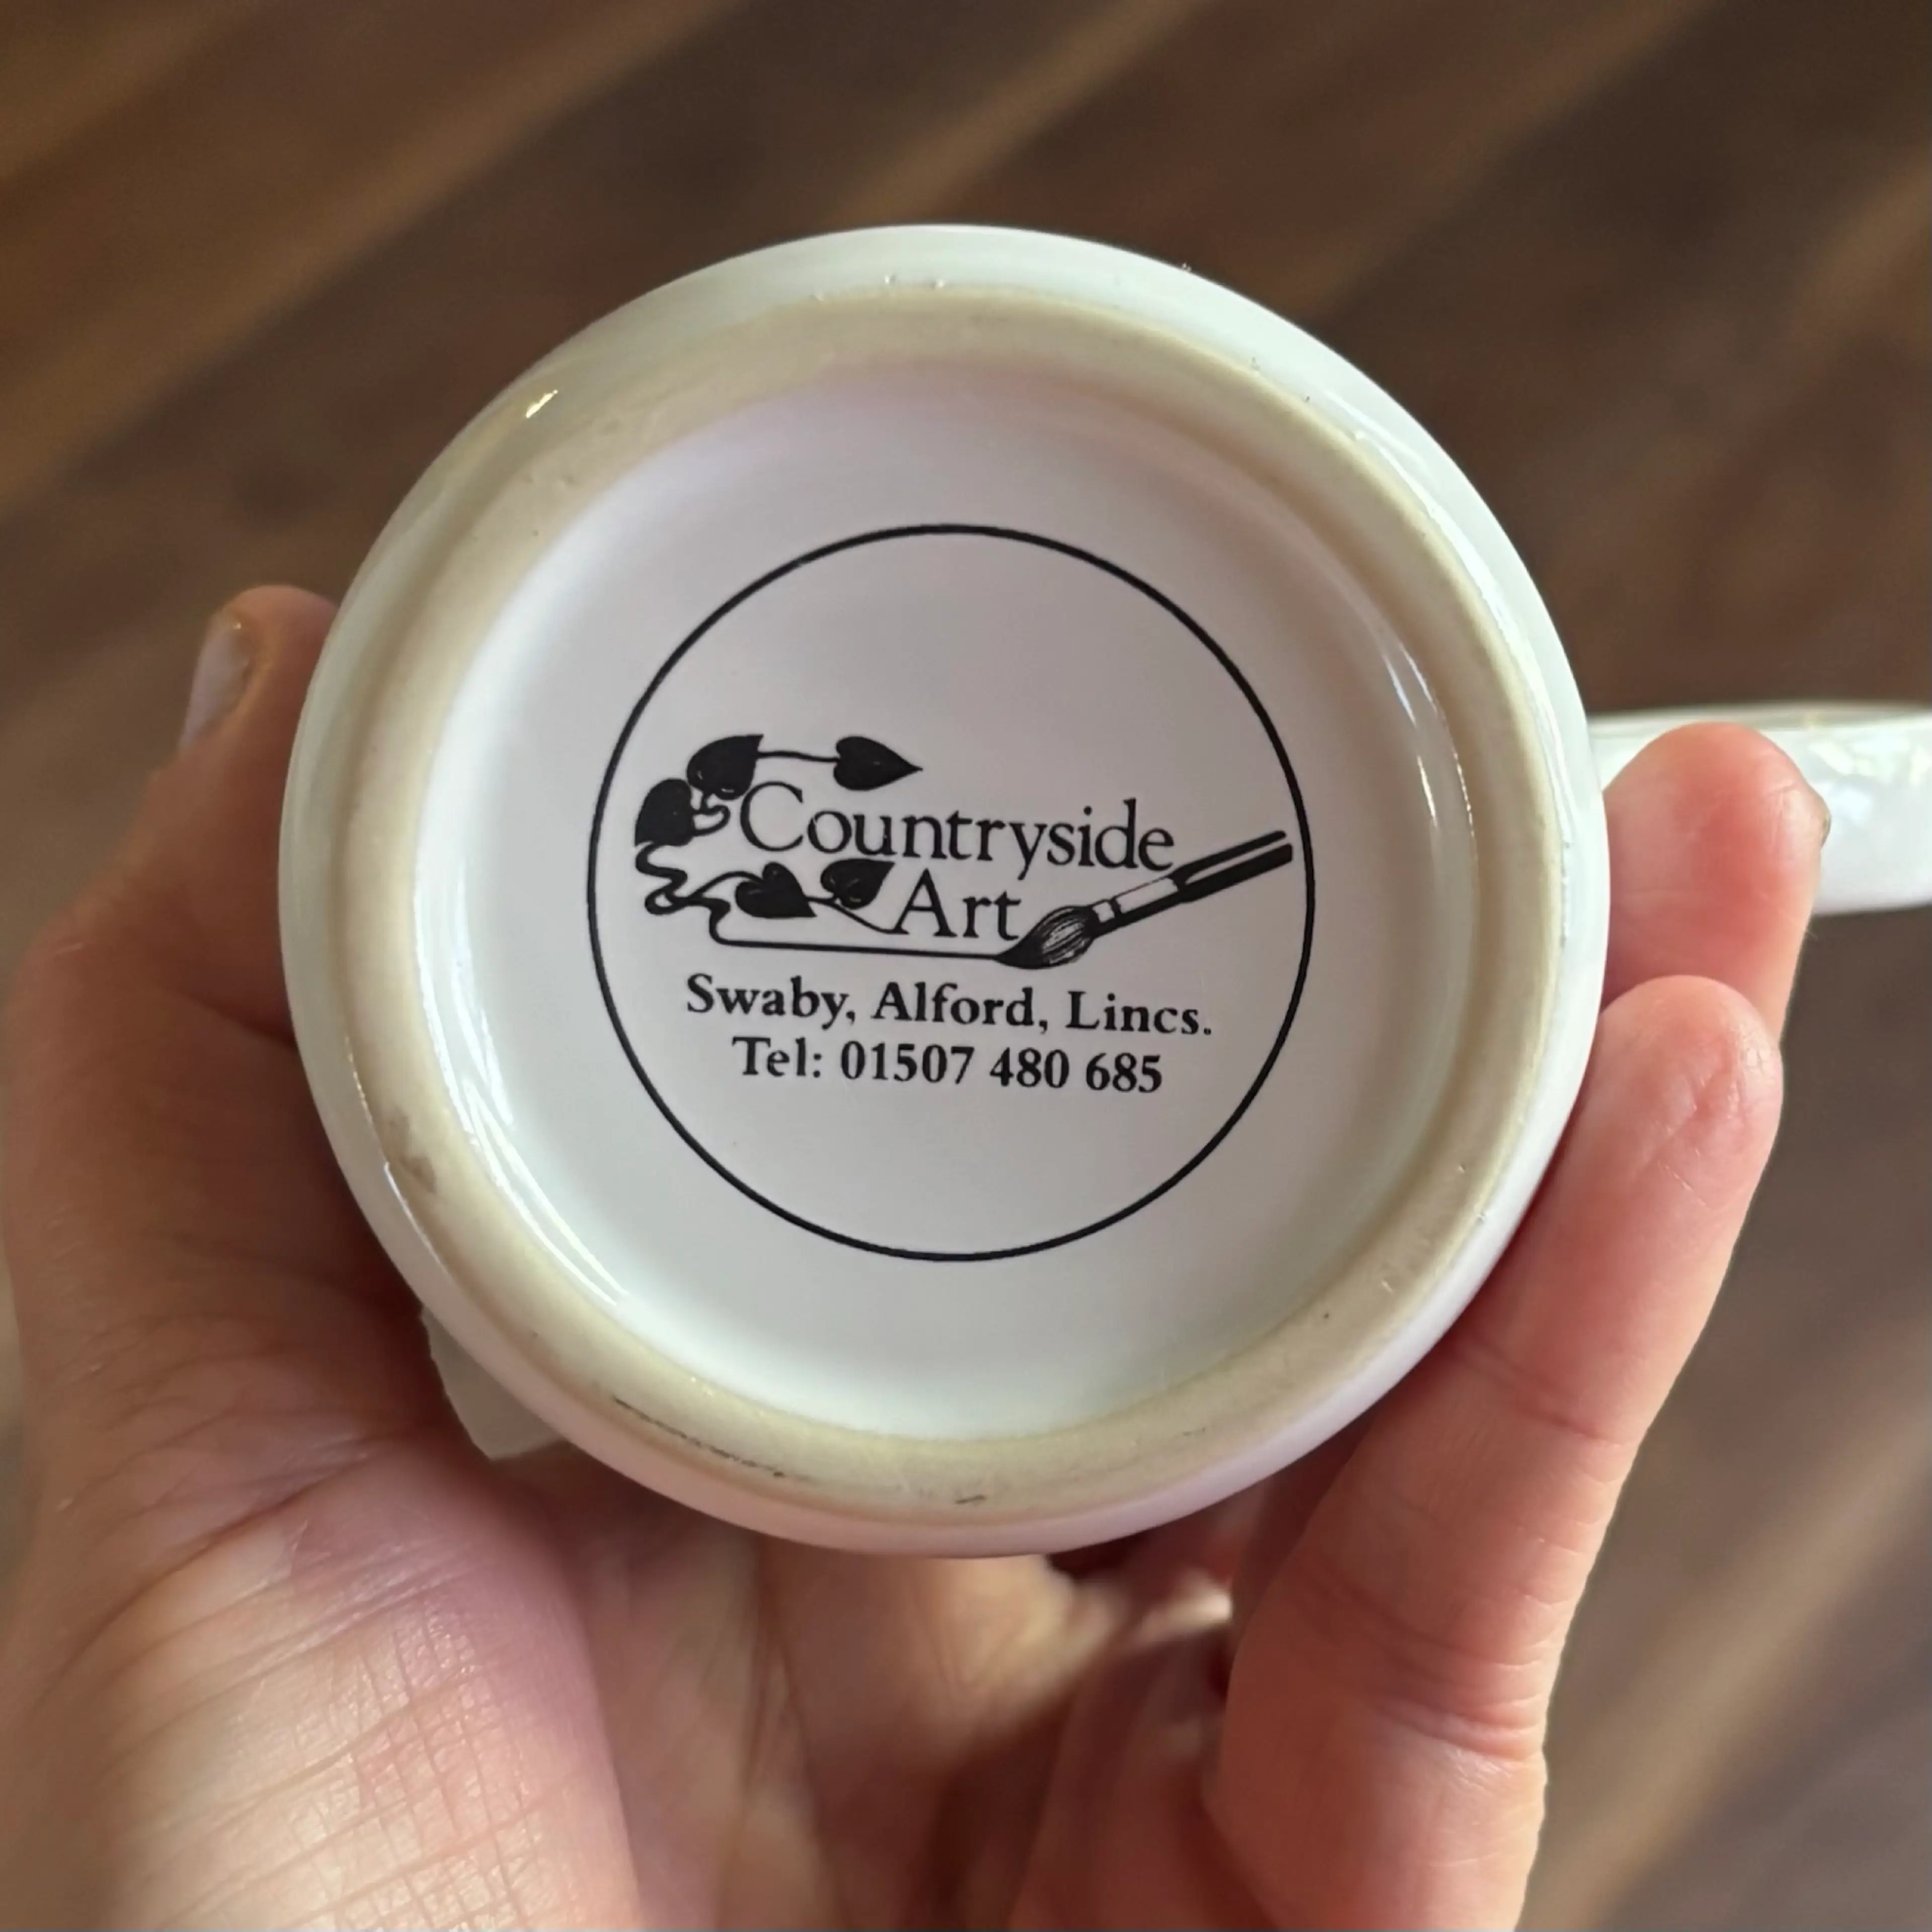 Countryside
Art
Swaby, Alford, Lincs.
Tel: 01507 480 685